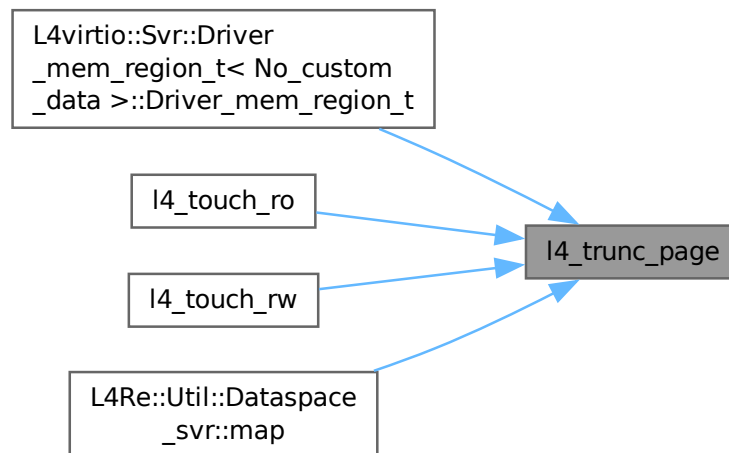 L4virtio::Svr::Driver
_mem_region_t< No_custom
_data >::Driver_mem_region_t
l4_touch_ro
l4_trunc_page
l4_touch_rw
L4Re::Util::Dataspace
_svr::map